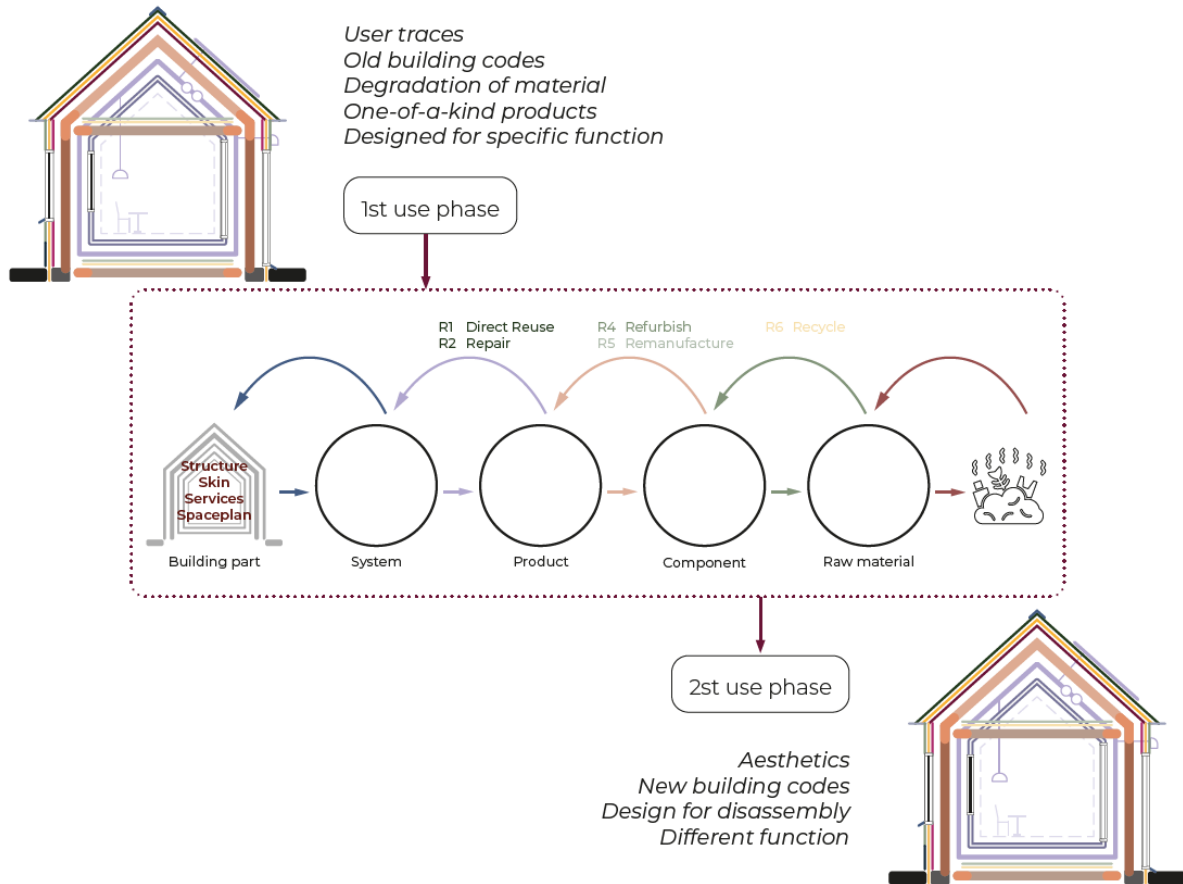 User traces
Old building codes
Degradation of material
One-of-a-kind products
Designed for specific function
1st use phase
R1 Direct Reuse
R2 Repair
R4 Refurbish
R5 Remanufacture
R6 Recycle
Structure
Skin
Services
Spaceplan
Building part
System
Product
Component
Raw material
2st use phase
Aesthetics
New building codes
Design for disassembly
Different function